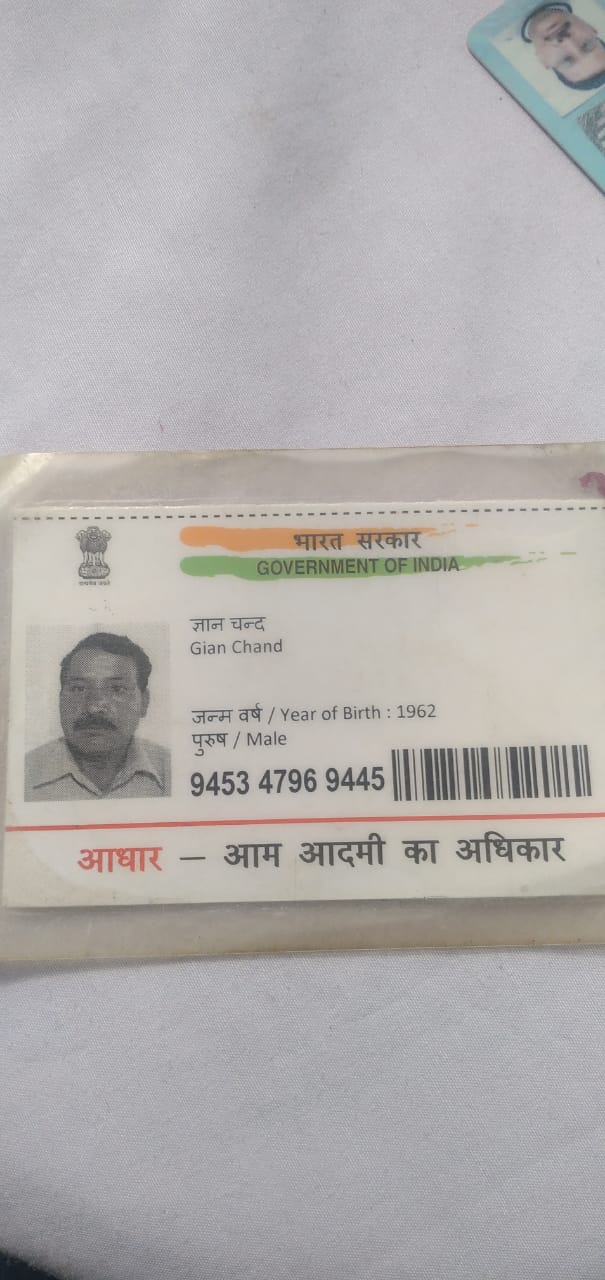 भारत सरकार
GOVERNMENT OF INDIA
ज्ञान चन्द
Gian Chand
जन्म वर्ष / Year of Birth : 1962
पुरुष / Male
9453 4796 9445
आधार – आम आदमी का अधिकार